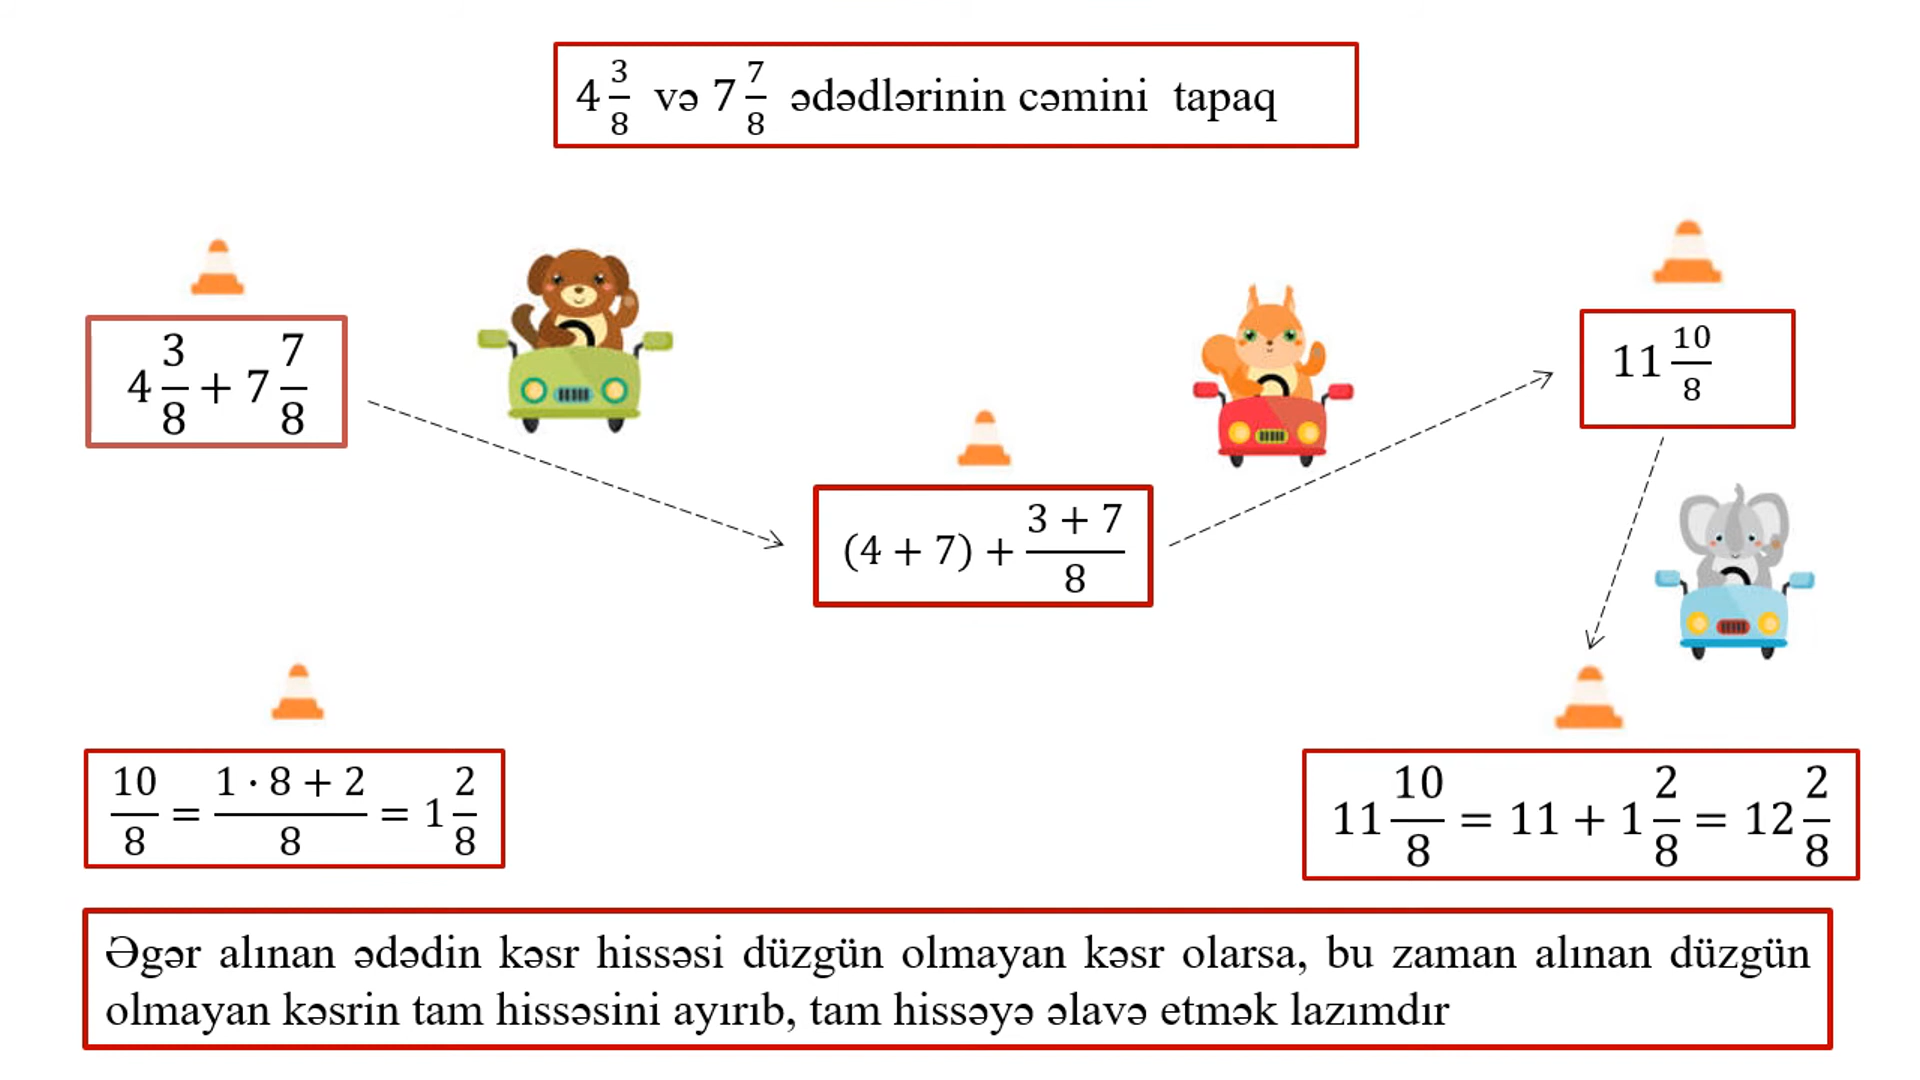 4 3/8 və 7 7/8 ədədlərinin cəmini tapaq
4 3/8 + 7 7/8
11 10/8
(4 + 7) + (3 + 7)/8
10/8 = (1 · 8 + 2)/8 = 1 2/8
11 10/8 = 11 + 1 2/8 = 12 2/8
Əgər alınan ədədin kəsr hissəsi düzgün olmayan kəsr olarsa, bu zaman alınan düzgün
olmayan kəsrin tam hissəsini ayırıb, tam hissəyə əlavə etmək lazımdır